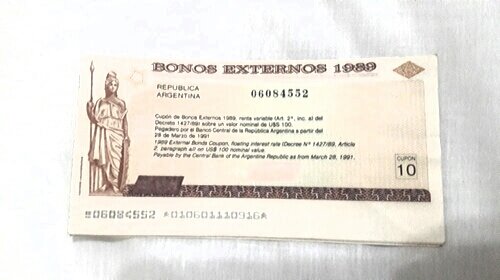 BONOS EXTERNOS 1989
REPUBLICA
ARGENTINA
06084552
Cupón de Bonos Externos 1989, renta variable (Art. 2°, inc. a) del
Decreto 1427/89) sobre un valor nominal de U$S 100.
Pagadero por el Banco Central de la República Argentina a partir del
28 de Marzo de 1991
1989 External Bonds Coupon, floating interest rate (Decree N° 1427/89, Article
2, paragraph a)) on U$S 100 nominal value.
Payable by the Central Bank of the Argentine Republic as from March 28, 1991.
CUPON
10
06084552 A010601110916A